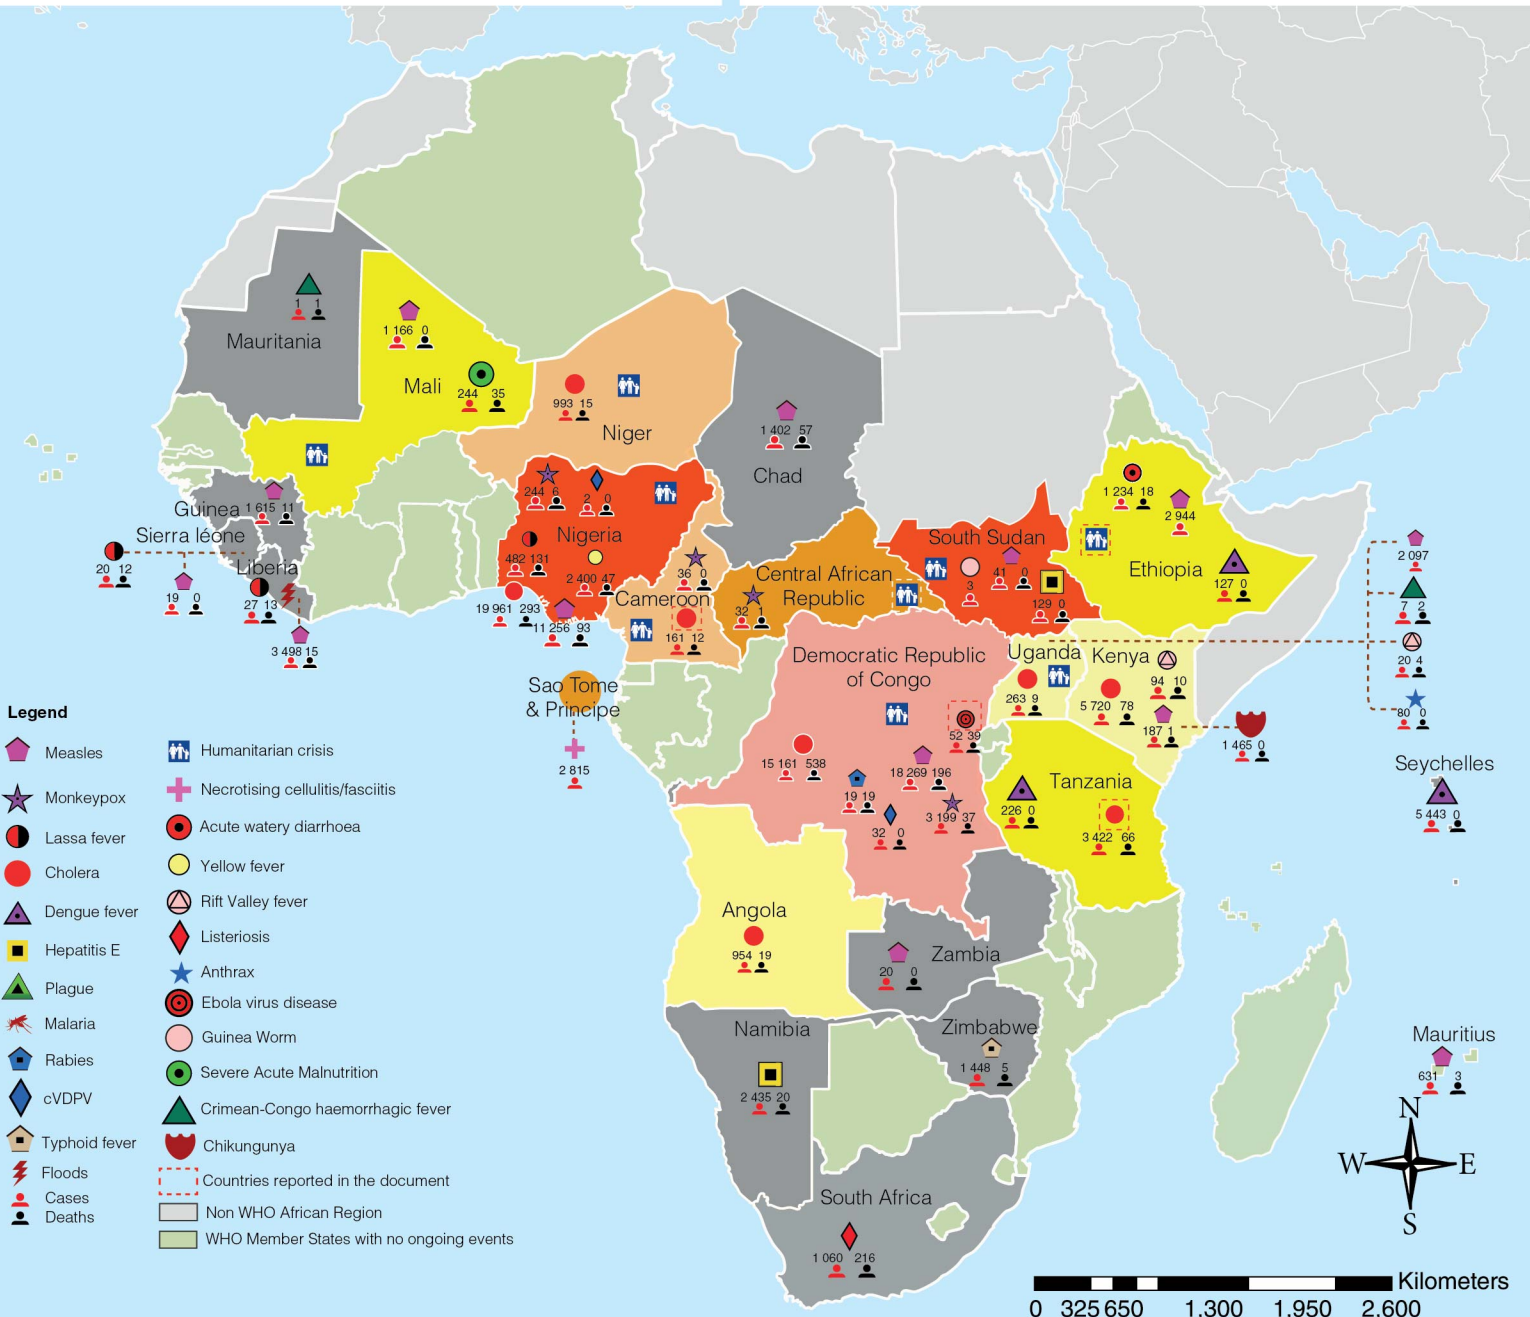 1 1
Mauritania
1 166 0
Mali
244 35
993 15
Niger
1 402 57
Chad
Guinea
1 615 11
Sierra léone
20 12
19 0
Liberia
27 13
3 498 15
244 6
2 0
Nigeria
482 131
2 400 47
19 961 293
11 256 93
36 0
Cameroon
161 12
Central African
Republic
32 1
South Sudan
41 0
3
129 0
1 234 18
2 944
Ethiopia
127 0
Sao Tome
& Principe
2 815
Democratic Republic
of Congo
52 39
15 161 538
18 269 196
19 19
32 0
3 199 37
Uganda
263 9
Kenya
94 10
5 720 78
187 1
1 465 0
2 097
7 2
20 4
80 0
Tanzania
226 0
3 422 66
Seychelles
5 443 0
Angola
954 19
Zambia
20 0
Namibia
2 435 20
Zimbabwe
1 448 5
South Africa
1 060 216
Mauritius
631 3
N
W E
S
Kilometers
0 325 650 1.300 1.950 2.600
Legend
Measles
Monkeypox
Lassa fever
Cholera
Dengue fever
Hepatitis E
Plague
Malaria
Rabies
cVDPV
Typhoid fever
Floods
Cases
Deaths
Humanitarian crisis
Necrotising cellulitis/fasciitis
Acute watery diarrhoea
Yellow fever
Rift Valley fever
Listeriosis
Anthrax
Ebola virus disease
Guinea Worm
Severe Acute Malnutrition
Crimean-Congo haemorrhagic fever
Chikungunya
Countries reported in the document
Non WHO African Region
WHO Member States with no ongoing events